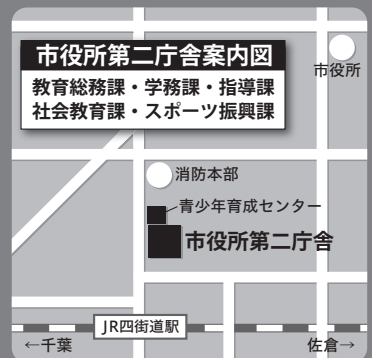 市役所第二庁舎案内図
教育総務課・学務課・指導課
社会教育課・スポーツ振興課
市役所
消防本部
青少年育成センター
市役所第二庁舎
JR四街道駅
←千葉
佐倉→